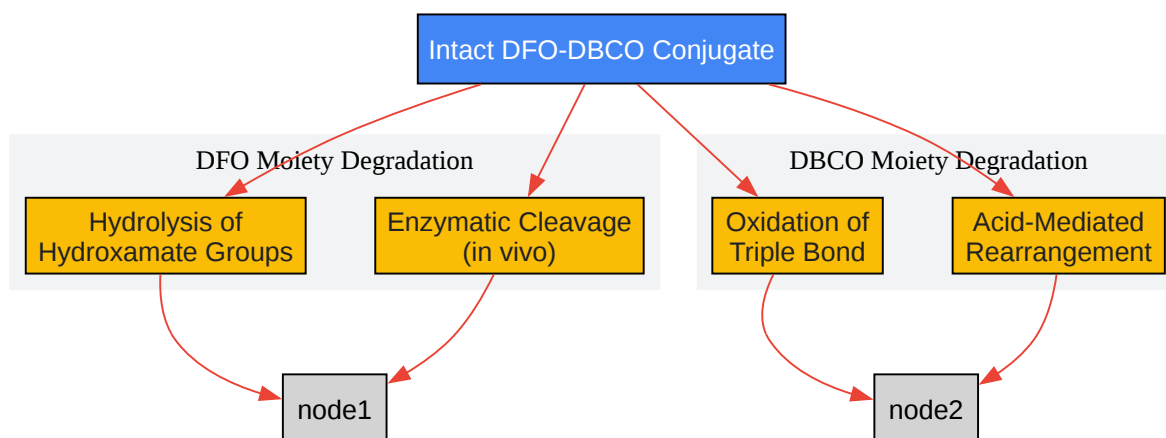 Intact DFO-DBCO Conjugate
DFO Moiety Degradation
DBCO Moiety Degradation
Hydrolysis of
Hydroxamate Groups
Enzymatic Cleavage
(in vivo)
Oxidation of
Triple Bond
Acid-Mediated
Rearrangement
node1
node2